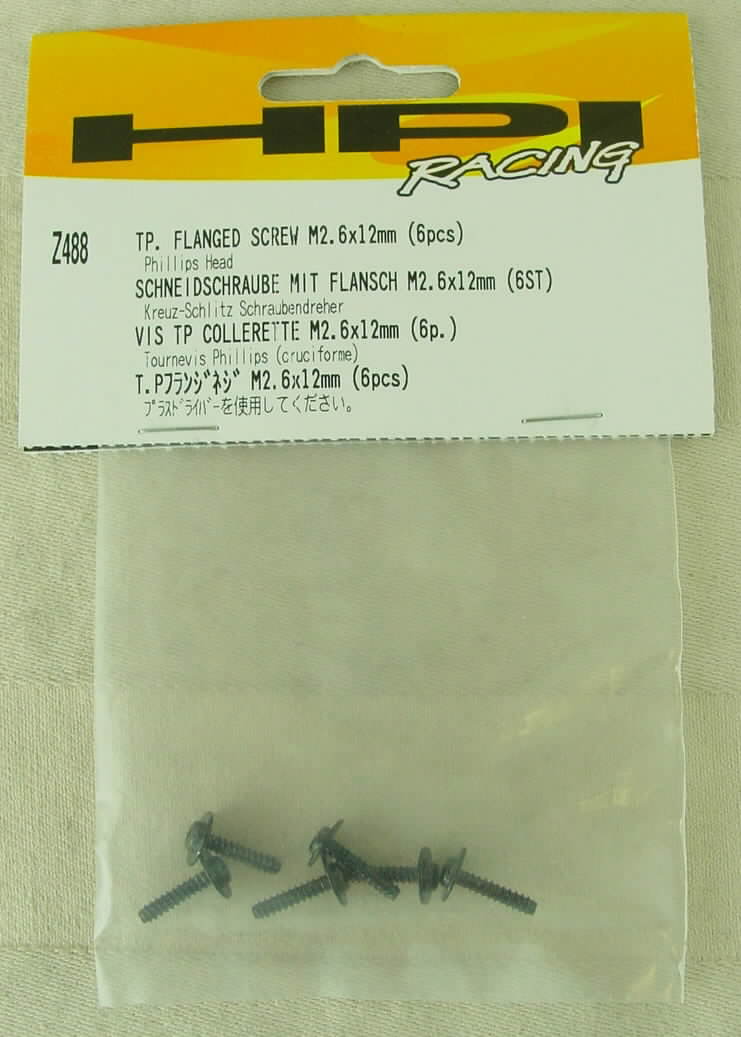 HPI
RACING
Z488
TP. FLANGED SCREW M2.6x12mm (6pcs)
Phillips Head
SCHNEIDSCHRAUBE MIT FLANSCH M2.6x12mm (6ST)
Kreuz-Schlitz Schraubendreher
VIS TP COLLERETTE M2.6x12mm (6p.)
Tournevis Phillips (cruciforme)
T.Pﾌﾗﾝｼﾞﾈｼﾞ M2.6x12mm (6pcs)
ﾌﾟﾗｽﾄﾞﾗｲﾊﾞｰを使用してください。